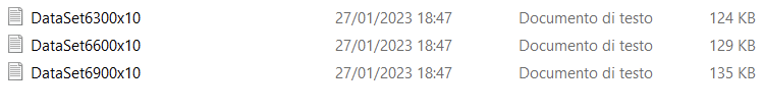 DataSet6300x10 27/01/2023 18:47 Documento di testo 124 KB
DataSet6600x10 27/01/2023 18:47 Documento di testo 129 KB
DataSet6900x10 27/01/2023 18:47 Documento di testo 135 KB